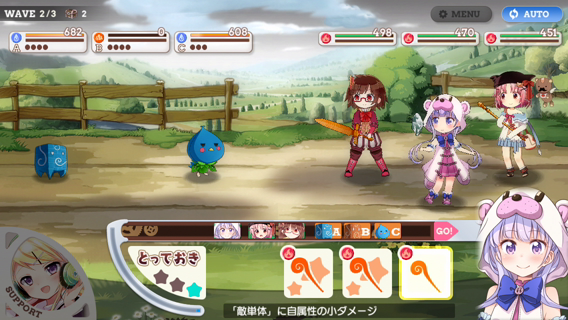 WAVE 2/3 2
MENU
AUTO
682
A
0
B
608
C
498
470
451
A B C GO!
とっておき
SUPPORT
「敵単体」に自属性の小ダメージ